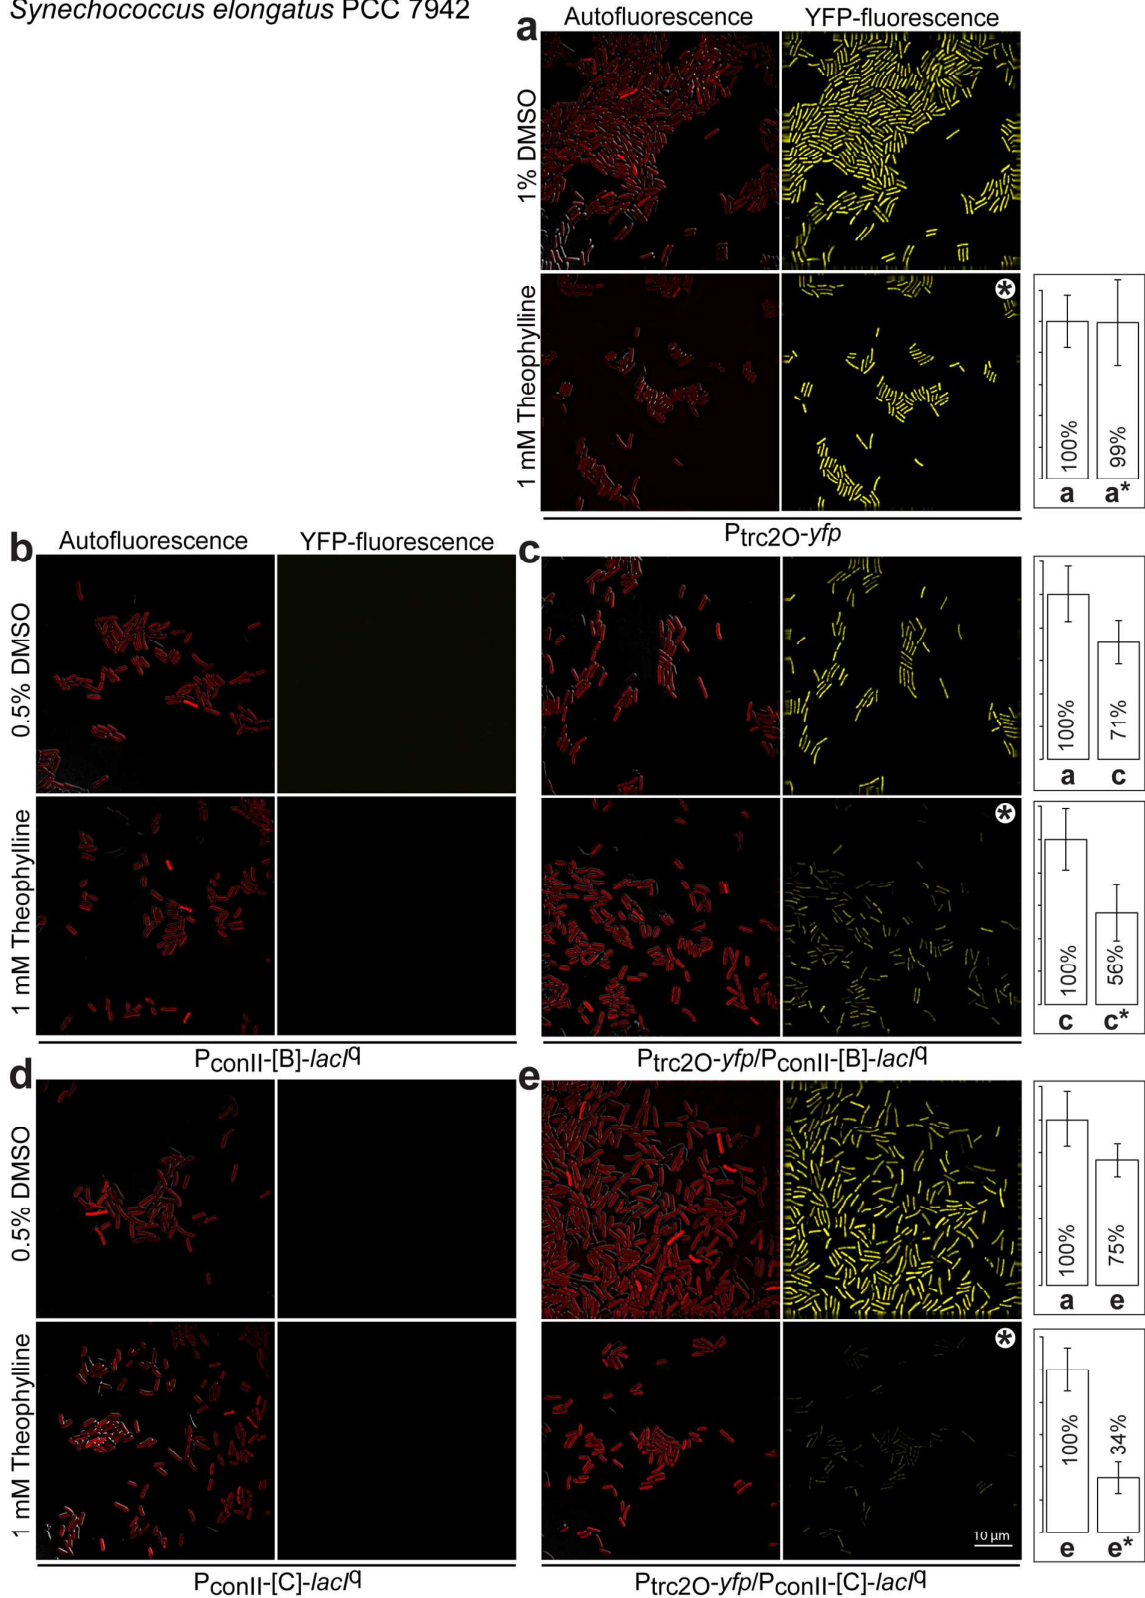 Synechococcus elongatus PCC 7942
a
Autofluorescence YFP-fluorescence
1% DMSO
1 mM Theophylline
*
100% 99%
a a*
Ptrc2O-yfp
b
Autofluorescence YFP-fluorescence
0.5% DMSO
1 mM Theophylline
PconII-[B]-lacIq
c
100% 71%
a c
*
100% 56%
c c*
Ptrc2O-yfp/PconII-[B]-lacIq
d
0.5% DMSO
1 mM Theophylline
PconII-[C]-lacIq
e
100% 75%
a e
*
10 µm
100% 34%
e e*
Ptrc2O-yfp/PconII-[C]-lacIq